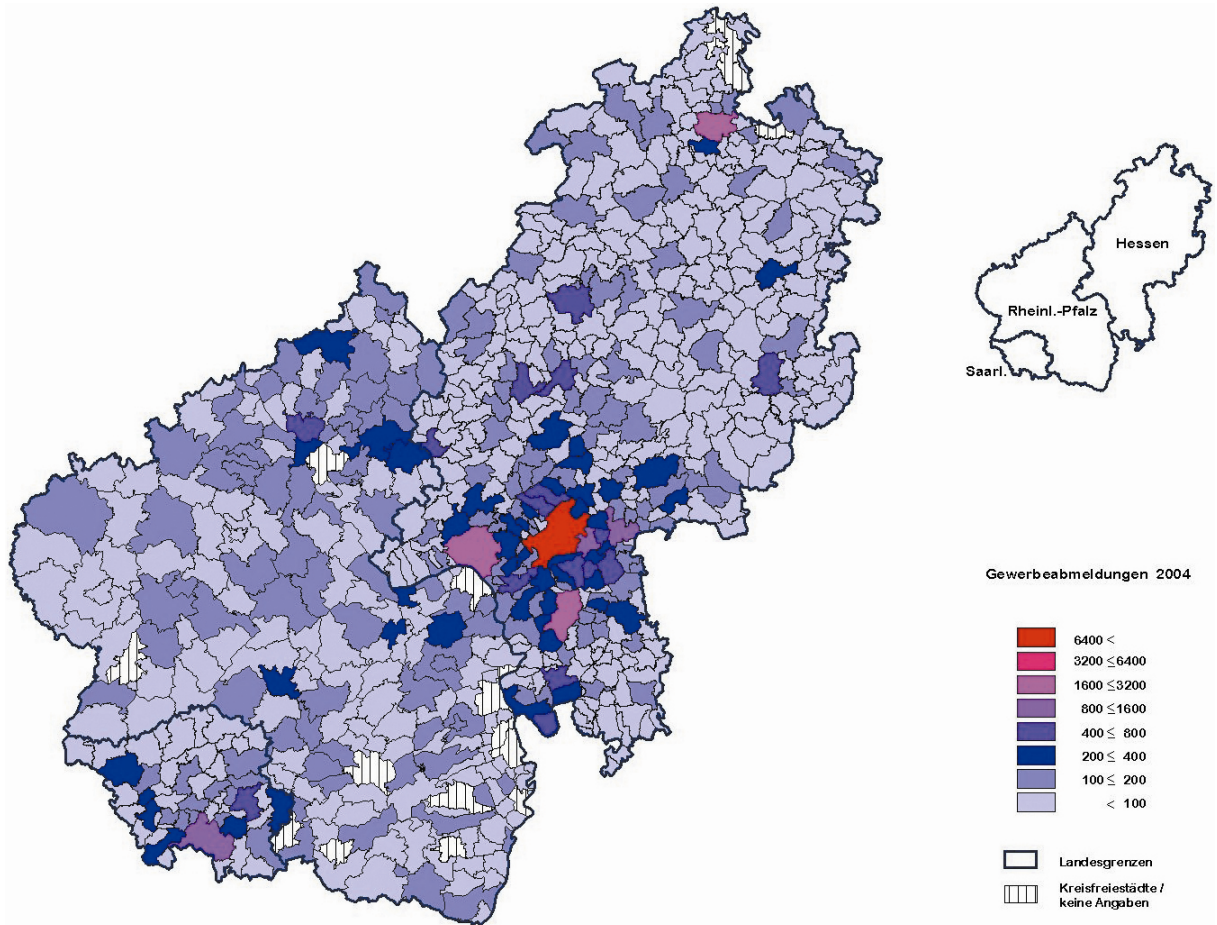 Hessen
Rheinl.-Pfalz
Saarl.
Gewerbeabmeldungen 2004
6400 <
3200 ≤6400
1600 ≤3200
800 ≤1600
400 ≤ 800
200 ≤ 400
100 ≤ 200
< 100
Landesgrenzen
Kreisfreiestädte /
keine Angaben